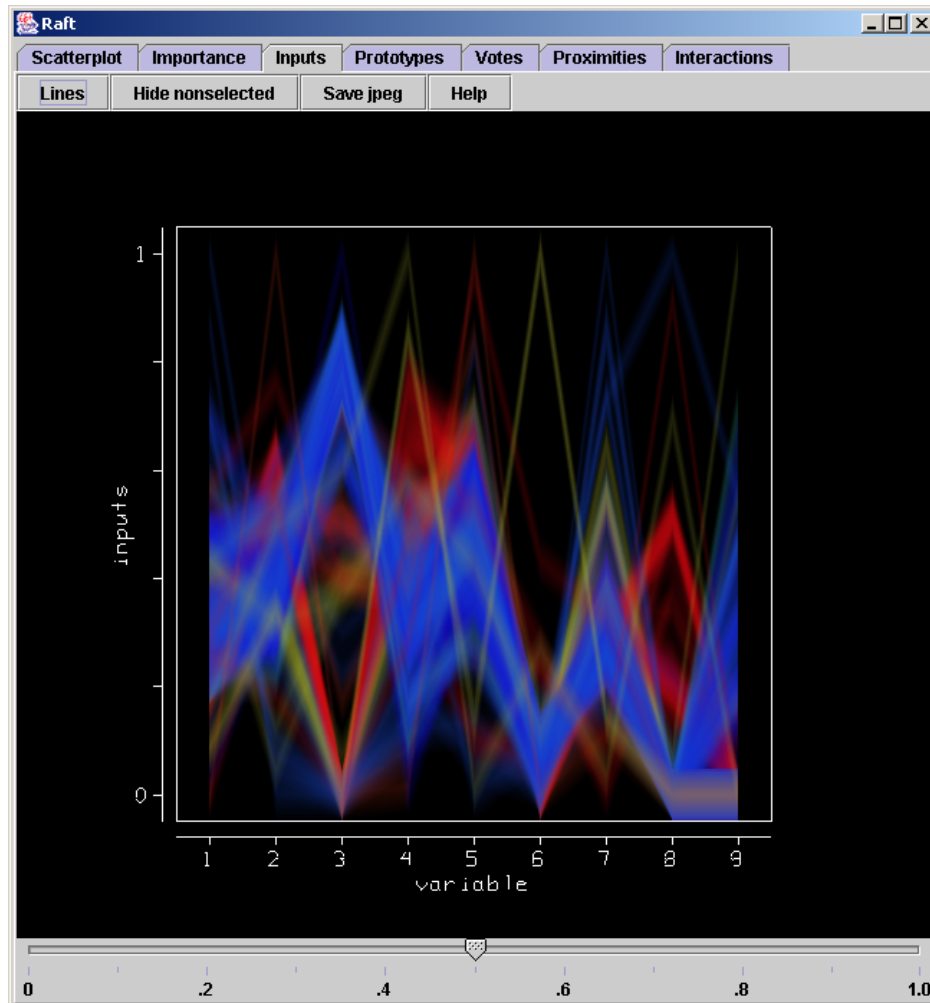 Raft
Scatterplot Importance Inputs Prototypes Votes Proximities Interactions
Lines Hide nonselected Save jpeg Help
1
inputs
0
1 2 3 4 5 6 7 8 9
variable
0 .2 .4 .6 .8 1.0